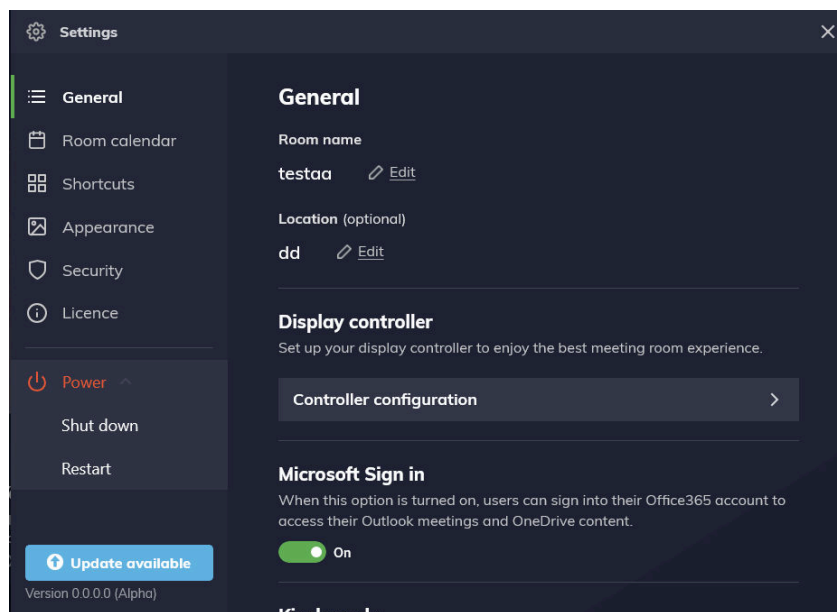 Settings
General
Room calendar
Shortcuts
Appearance
Security
Licence
Power
Shut down
Restart
Update available
Version 0.0.0.0 (Alpha)
General
Room name
testaa Edit
Location (optional)
dd Edit
Display controller
Set up your display controller to enjoy the best meeting room experience.
Controller configuration
Microsoft Sign in
When this option is turned on, users can sign into their Office365 account to
access their Outlook meetings and OneDrive content.
On